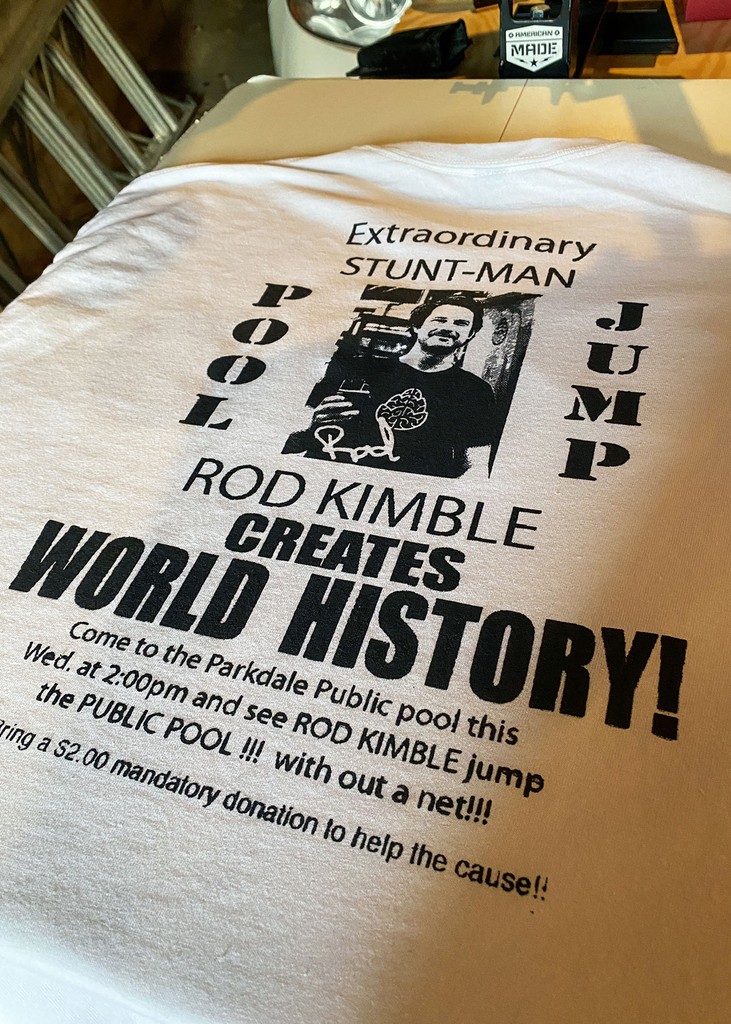 AMERICAN
MADE
Extraordinary
STUNT-MAN
POOL
JUMP
Rod
ROD KIMBLE
CREATES
WORLD HISTORY!
Come to the Parkdale Public pool this
Wed. at 2:00pm and see ROD KIMBLE jump
the PUBLIC POOL !!! with out a net!!!
Bring a $2.00 mandatory donation to help the cause!!